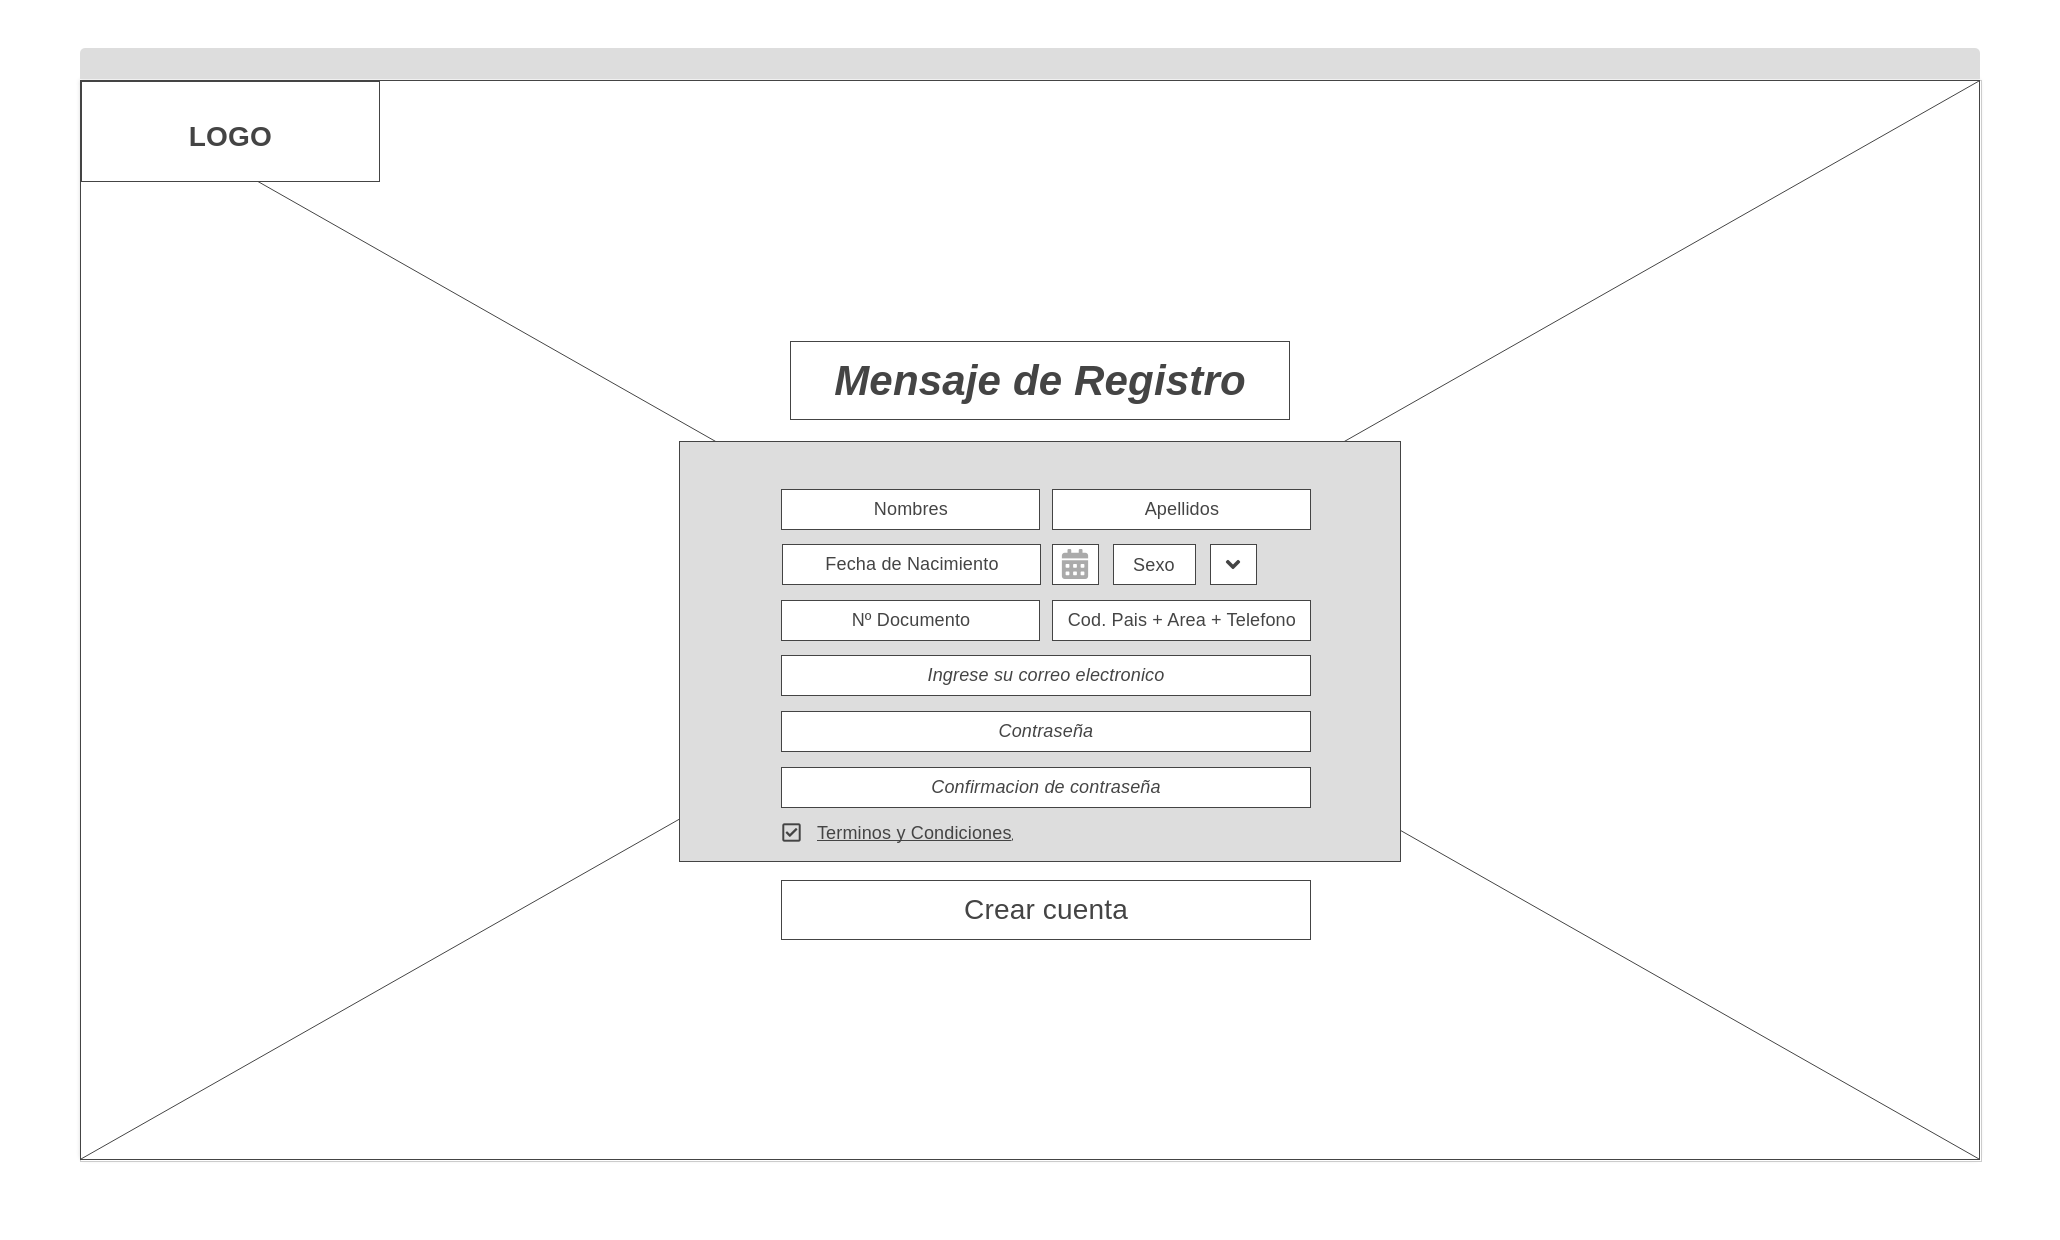 LOGO
Mensaje de Registro
Nombres
Apellidos
Fecha de Nacimiento
Sexo
Nº Documento
Cod. Pais + Area + Telefono
Ingrese su correo electronico
Contraseña
Confirmacion de contraseña
Terminos y Condiciones
Crear cuenta